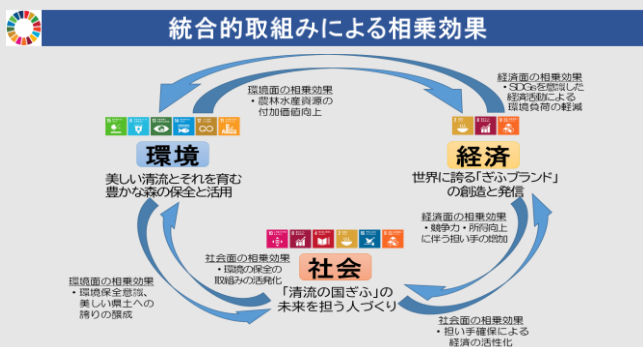 統合的取組みによる相乗効果
環境面の相乗効果
・農林水産資源の
付加価値向上
経済面の相乗効果
・SDGsを意識した
経済活動による
環境負荷の軽減
環境
美しい清流とそれを育む
豊かな森の保全と活用
経済
世界に誇る「ぎふブランド」
の創造と発信
経済面の相乗効果
・競争力・所得向上
に伴う担い手の増加
社会面の相乗効果
・環境の保全の
取組みの活発化
社会
「清流の国ぎふ」の
未来を担う人づくり
環境面の相乗効果
・環境保全意識、
美しい県土への
誇りの醸成
社会面の相乗効果
・担い手確保による
経済の活性化